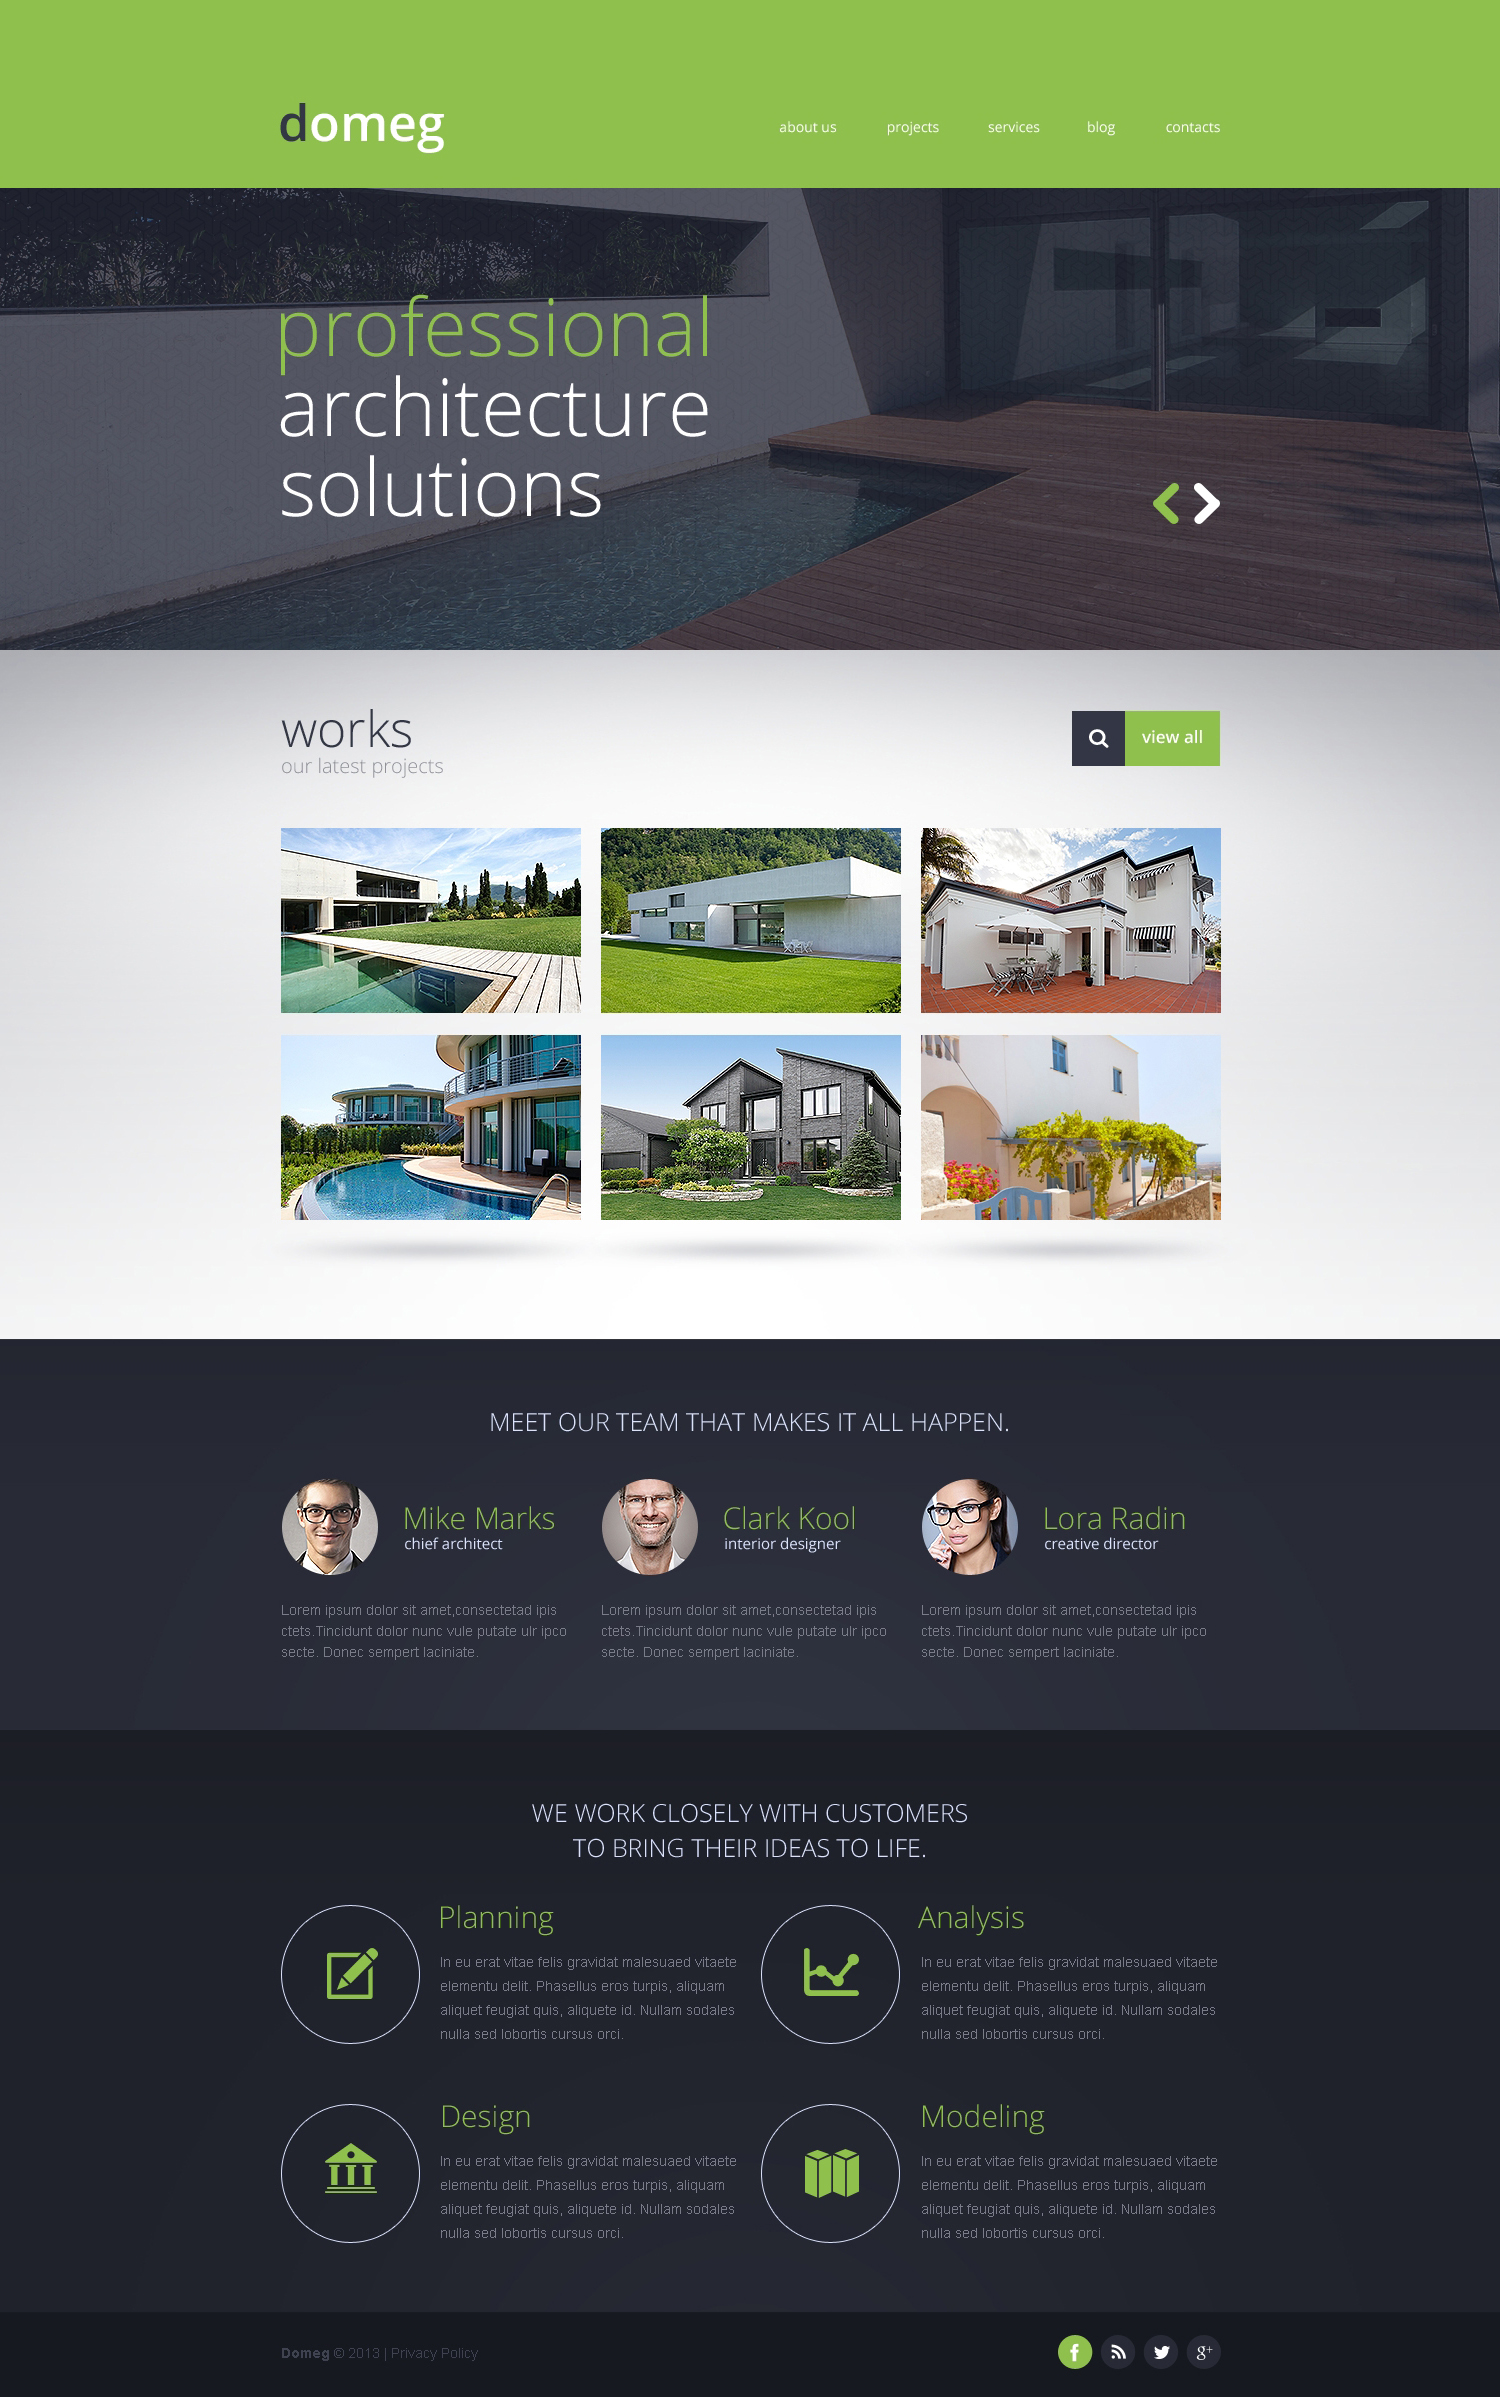 domeg
about us projects services blog contacts
professional
architecture
solutions
works
our latest projects
view all
MEET OUR TEAM THAT MAKES IT ALL HAPPEN.
Mike Marks
chief architect
Lorem ipsum dolor sit amet,consectetad ipis
ctets.Tincidunt dolor nunc vule putate ulr ipco
secte. Donec sempert laciniate.
Clark Kool
interior designer
Lorem ipsum dolor sit amet,consectetad ipis
ctets.Tincidunt dolor nunc vule putate ulr ipco
secte. Donec sempert laciniate.
Lora Radin
creative director
Lorem ipsum dolor sit amet,consectetad ipis
ctets.Tincidunt dolor nunc vule putate ulr ipco
secte. Donec sempert laciniate.
WE WORK CLOSELY WITH CUSTOMERS
TO BRING THEIR IDEAS TO LIFE.
Planning
In eu erat vitae felis gravidat malesuaed vitaete
elementu delit. Phasellus eros turpis, aliquam
aliquet feugiat quis, aliquete id. Nullam sodales
nulla sed lobortis cursus orci.
Analysis
In eu erat vitae felis gravidat malesuaed vitaete
elementu delit. Phasellus eros turpis, aliquam
aliquet feugiat quis, aliquete id. Nullam sodales
nulla sed lobortis cursus orci.
Design
In eu erat vitae felis gravidat malesuaed vitaete
elementu delit. Phasellus eros turpis, aliquam
aliquet feugiat quis, aliquete id. Nullam sodales
nulla sed lobortis cursus orci.
Modeling
In eu erat vitae felis gravidat malesuaed vitaete
elementu delit. Phasellus eros turpis, aliquam
aliquet feugiat quis, aliquete id. Nullam sodales
nulla sed lobortis cursus orci.
Domeg © 2013 | Privacy Policy
f g+